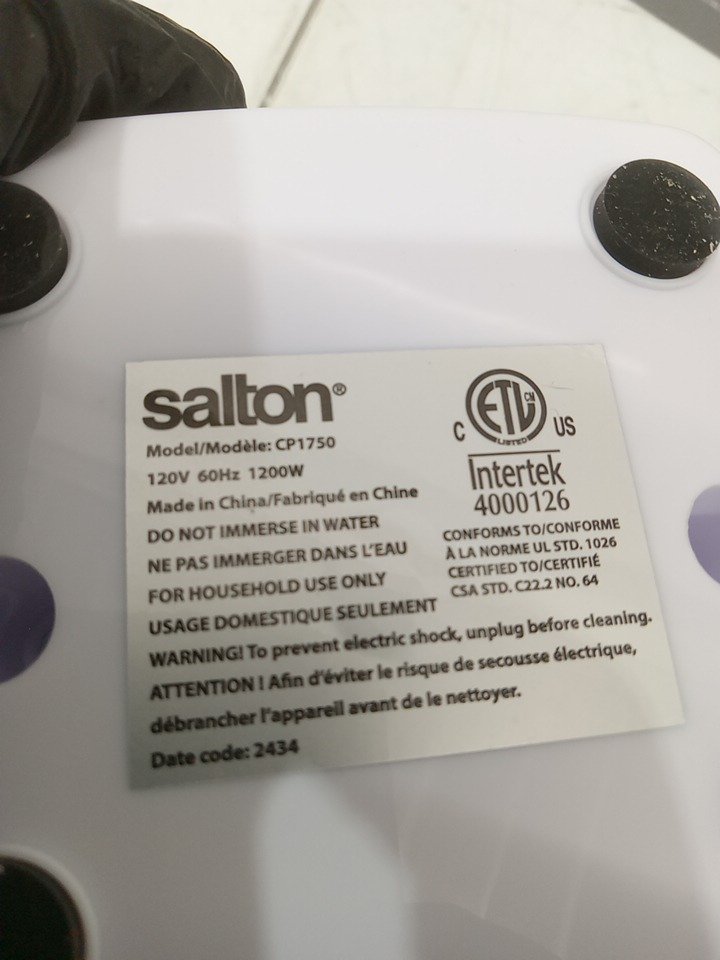 salton®
Model/Modèle: CP1750
120V 60Hz 1200W
Made in China/Fabriqué en Chine
DO NOT IMMERSE IN WATER
NE PAS IMMERGER DANS L'EAU
FOR HOUSEHOLD USE ONLY
USAGE DOMESTIQUE SEULEMENT
C ETL CM US
LISTED
Intertek
4000126
CONFORMS TO/CONFORME
À LA NORME UL STD. 1026
CERTIFIED TO/CERTIFIÉ
CSA STD. C22.2 NO. 64
WARNING! To prevent electric shock, unplug before cleaning.
ATTENTION ! Afin d'éviter le risque de secousse électrique,
débrancher l'appareil avant de le nettoyer.
Date code: 2434